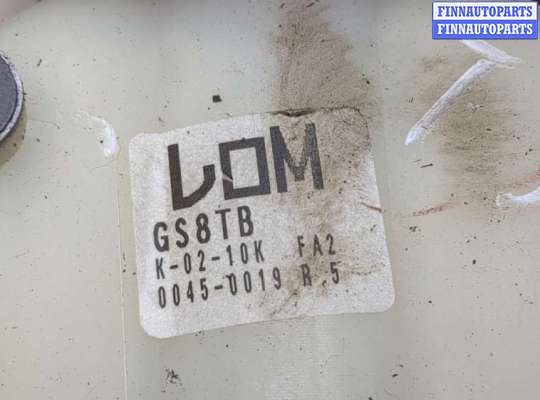 FINNAUTOPARTS
FINNAUTOPARTS
LOM
GS8TB
K-02-10K FA2
0045-0019 R.5